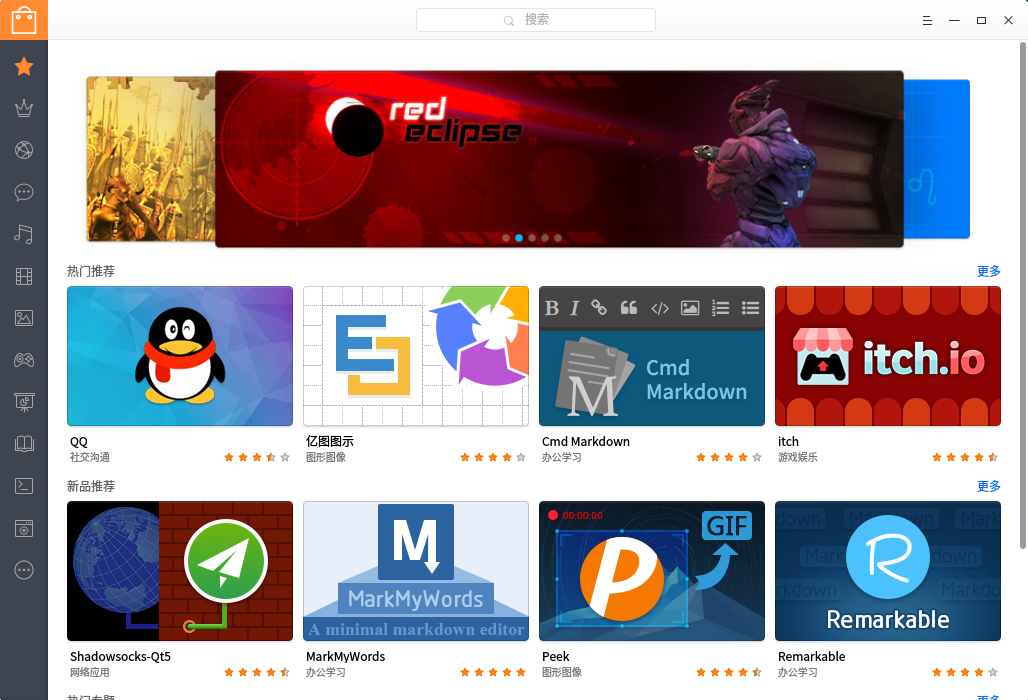 搜索
red
eclipse
热门推荐 更多
B I
Cmd
Markdown
M
itch.io
QQ 亿图图示 Cmd Markdown itch
社交沟通 图形图像 办公学习 游戏娱乐
新品推荐 更多
M
MarkMyWords
A minimal markdown editor
00:00:00
GIF
P
R
Remarkable
Shadowsocks-Qt5 MarkMyWords Peek Remarkable
网络应用 办公学习 图形图像 办公学习
热门专题 更多